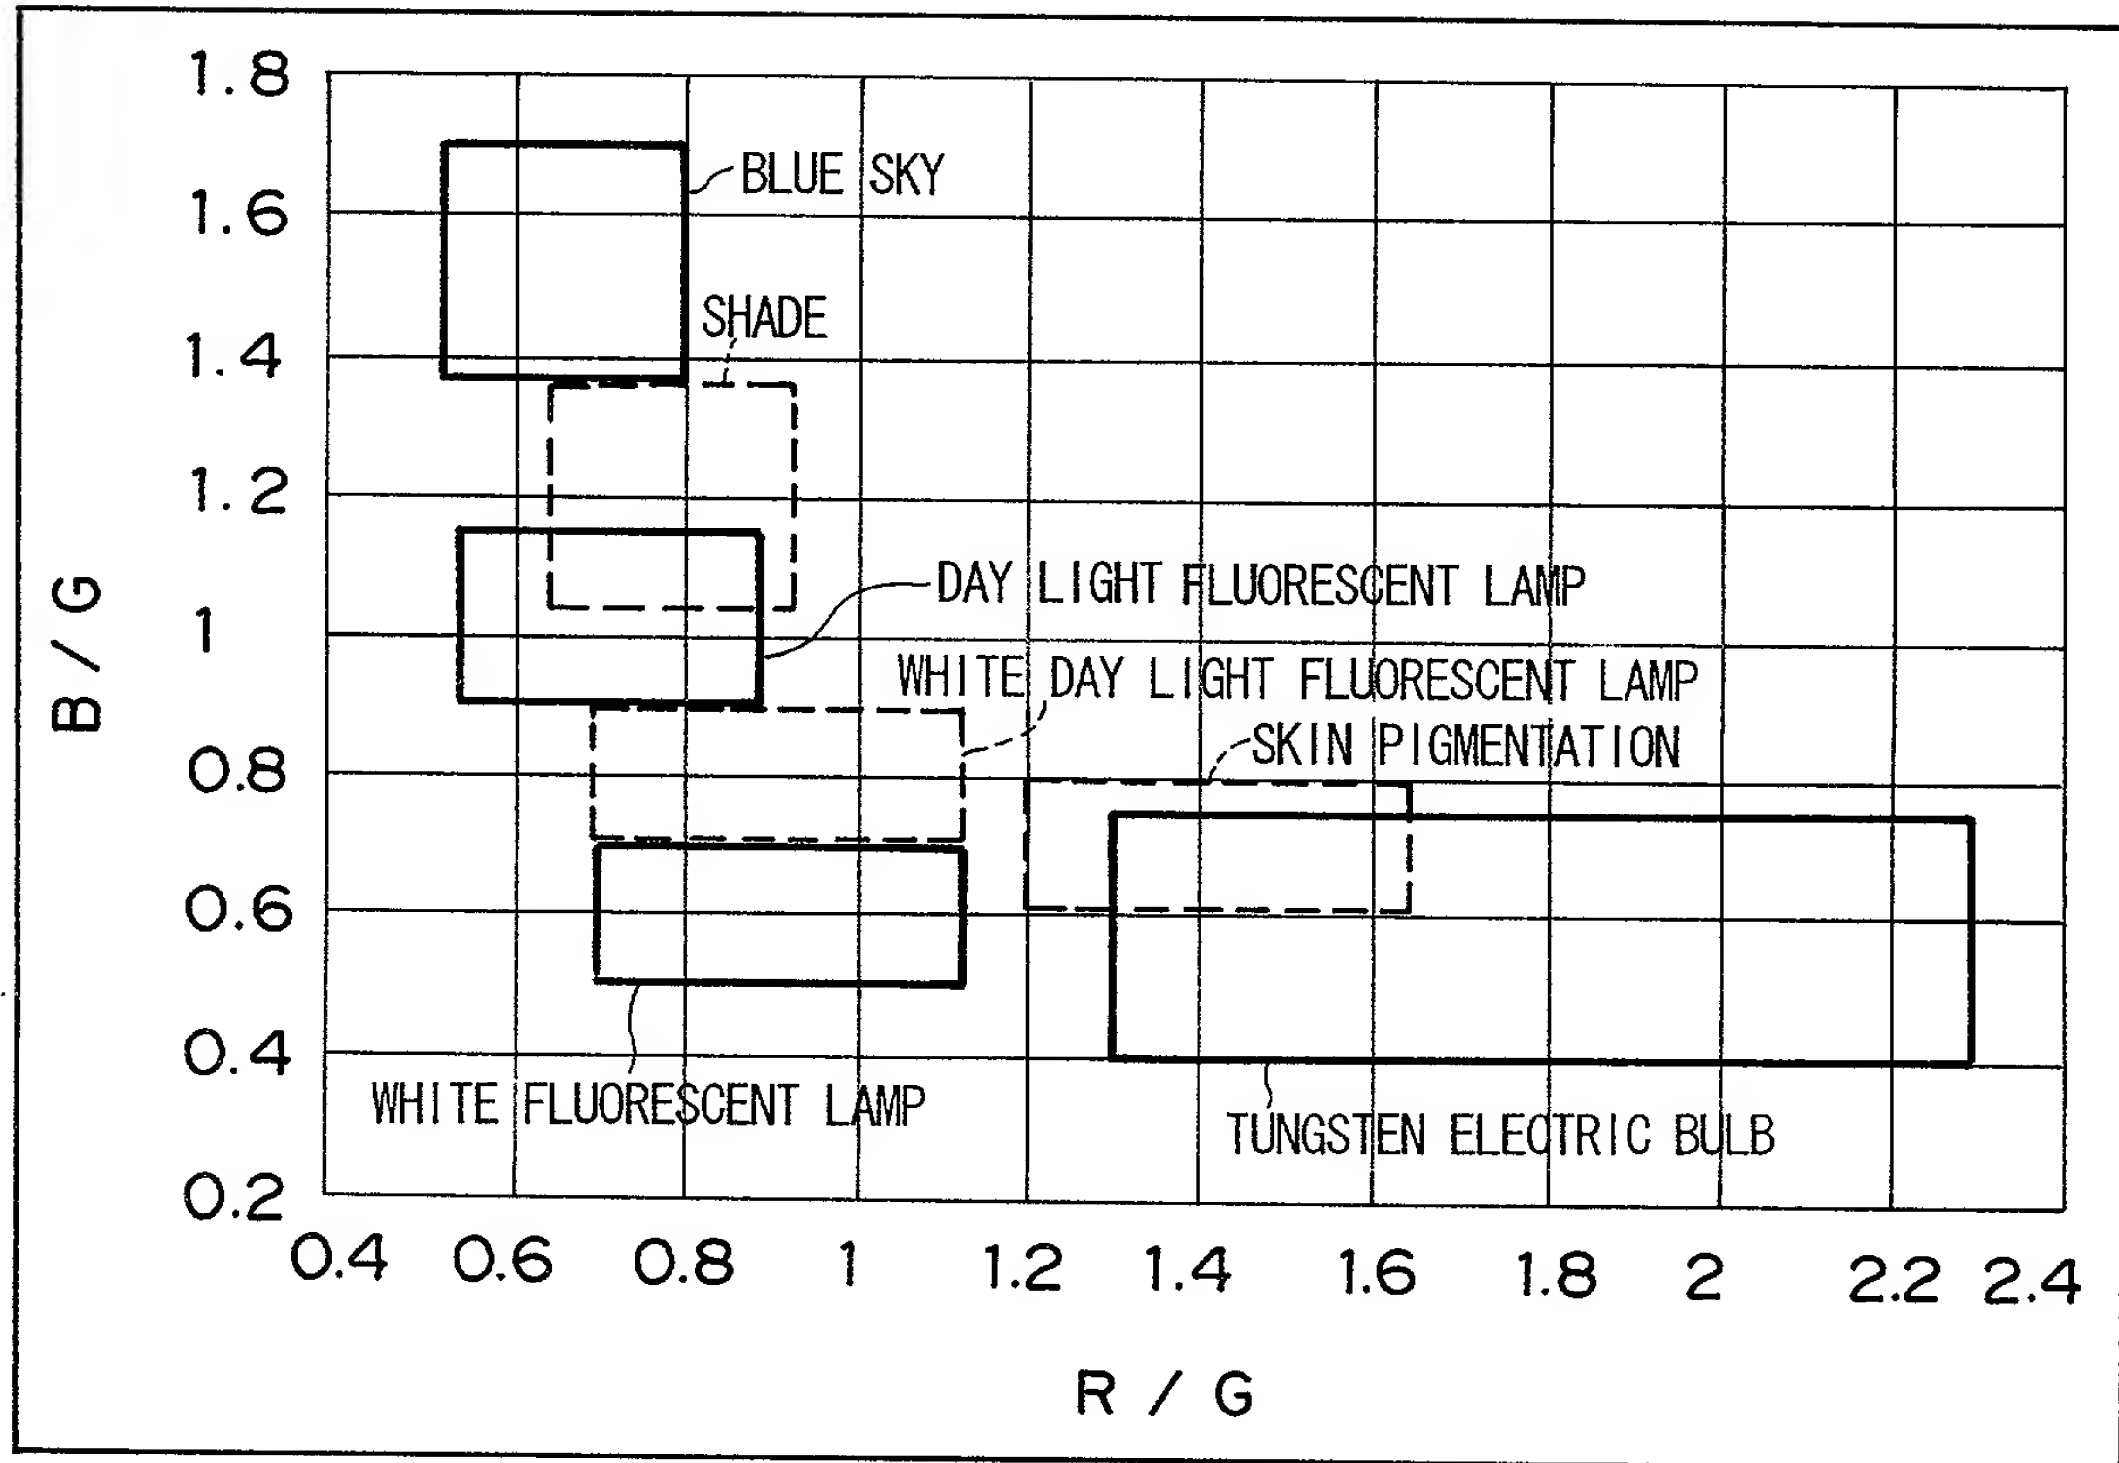 1.8
BLUE SKY
1.6
SHADE
1.4
1.2
DAY LIGHT FLUORESCENT LAMP
1
B/G
WHITE DAY LIGHT FLUORESCENT LAMP
SKIN PIGMENTATION
0.8
0.6
0.4
WHITE FLUORESCENT LAMP
TUNGSTEN ELECTRIC BULB
0.2
0.4 0.6 0.8 1 1.2 1.4 1.6 1.8 2 2.2 2.4
R/G